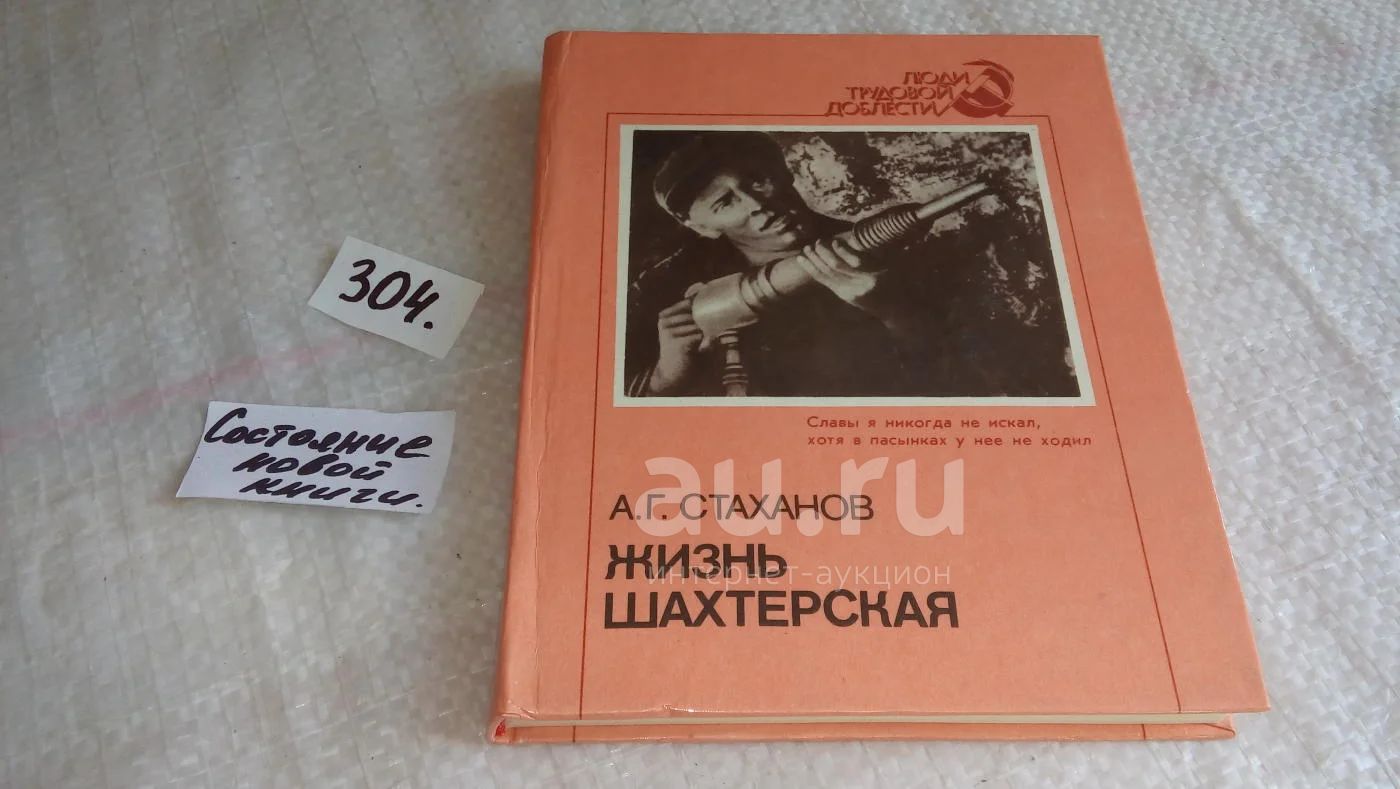 ЛЮДИ
ТРУДОВОЙ
ДОБЛЕСТИ
304.
Состояние
новой
книги.
Славы я никогда не искал,
хотя в пасынках у нее не ходил
au.ru
интернет-аукцион
А.Г. СТАХАНОВ
ЖИЗНЬ
ШАХТЕРСКАЯ